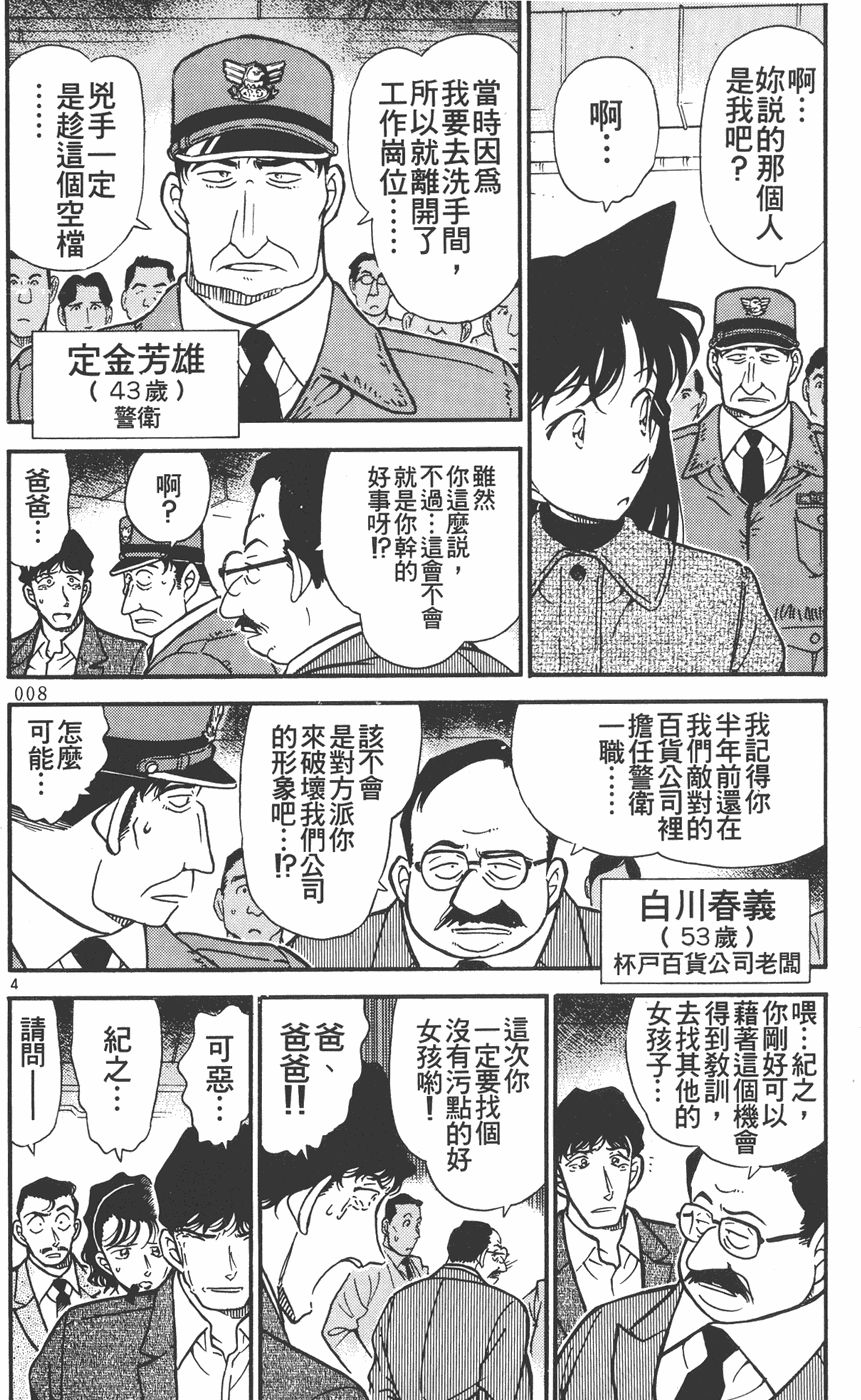 啊…
妳説的那個人
是我吧？
啊…
當時因爲
我要去洗手間，
所以就離開了
工作崗位……
兇手一定
是趁這個空檔
……
定金芳雄
（43歲）
警衛
雖然
你這麼説，
不過…這會不會
就是你幹的
好事呀!?
啊？
爸爸…
008
我記得你
半年前還在
我們敵對的
百貨公司裡
擔任警衛
一職……
該不會
是對方派你
來破壞我們公司
的形象吧…!?
怎麼
可能…
白川春義
（53歲）
杯戸百貨公司老闆
4
喂…紀之，
你剛好可以
藉著這個機會
得到教訓，
去找其他的
女孩子…
這次你
一定要找個
沒有污點的好
女孩喲！
爸、
爸爸!!
可惡…
紀之…
請問——